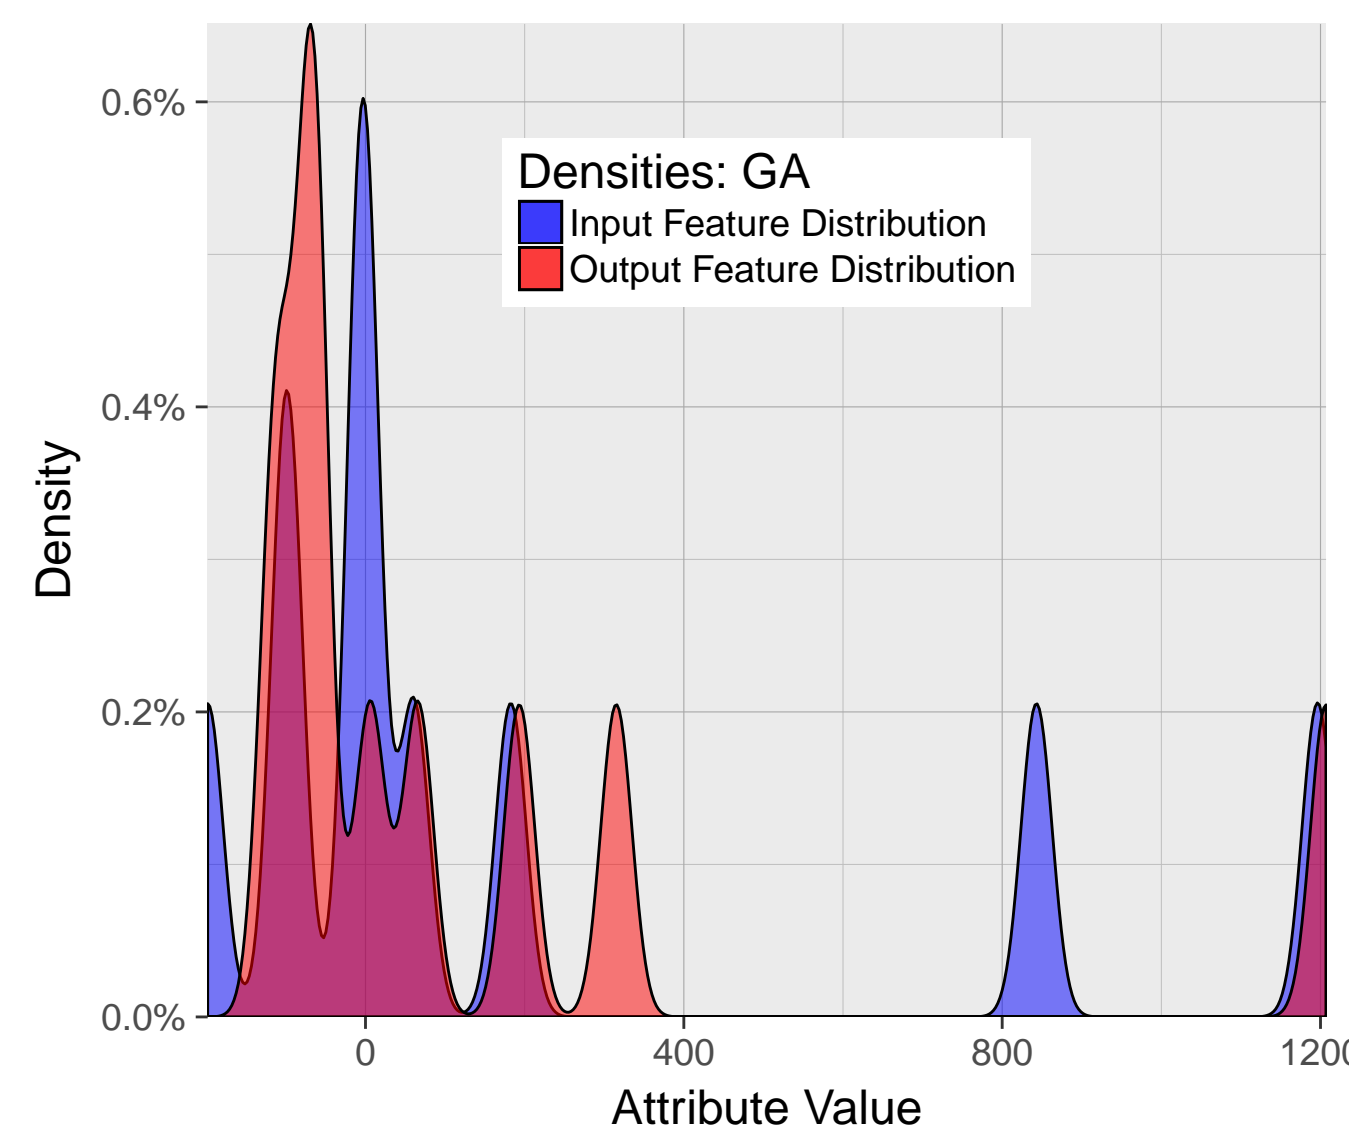 0.6%
0.4%
0.2%
0.0%
Density
Densities: GA
Input Feature Distribution
Output Feature Distribution
0 400 800 1200
Attribute Value